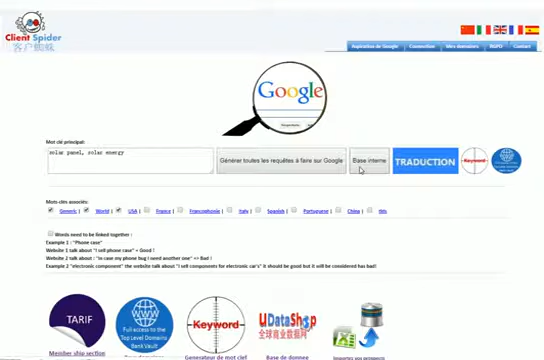 Client Spider
客户蜘蛛
Aspiration de Google Connection Mes domaines RGPD Contact
Google
Mot clé principal:
solar panel, solar energy
Générer toutes les requêtes à faire sur Google
Base interne
TRADUCTION
Keyword
WWW
Mots-clés associés:
Generic | World | USA | France | Francophonie | Italy | Spanish | Portuguese | China |
Words need to be linked together :
Example 1 : "Phone case"
Website 1 talk about "I sell phone case" = Good !
Website 2 talk about : "In case my phone bug I need another one" == Bad !
Example 2 "electronic component" the website talk about "I sell components for electronic car's" it should be good but it will be considered has bad!
TARIF
WWW
Full access to the
Top Level Domains
Bank Vault
Keyword
UDataShop
全球商业数据网
Member ship section
Generateur de mot clef
Base de donnee